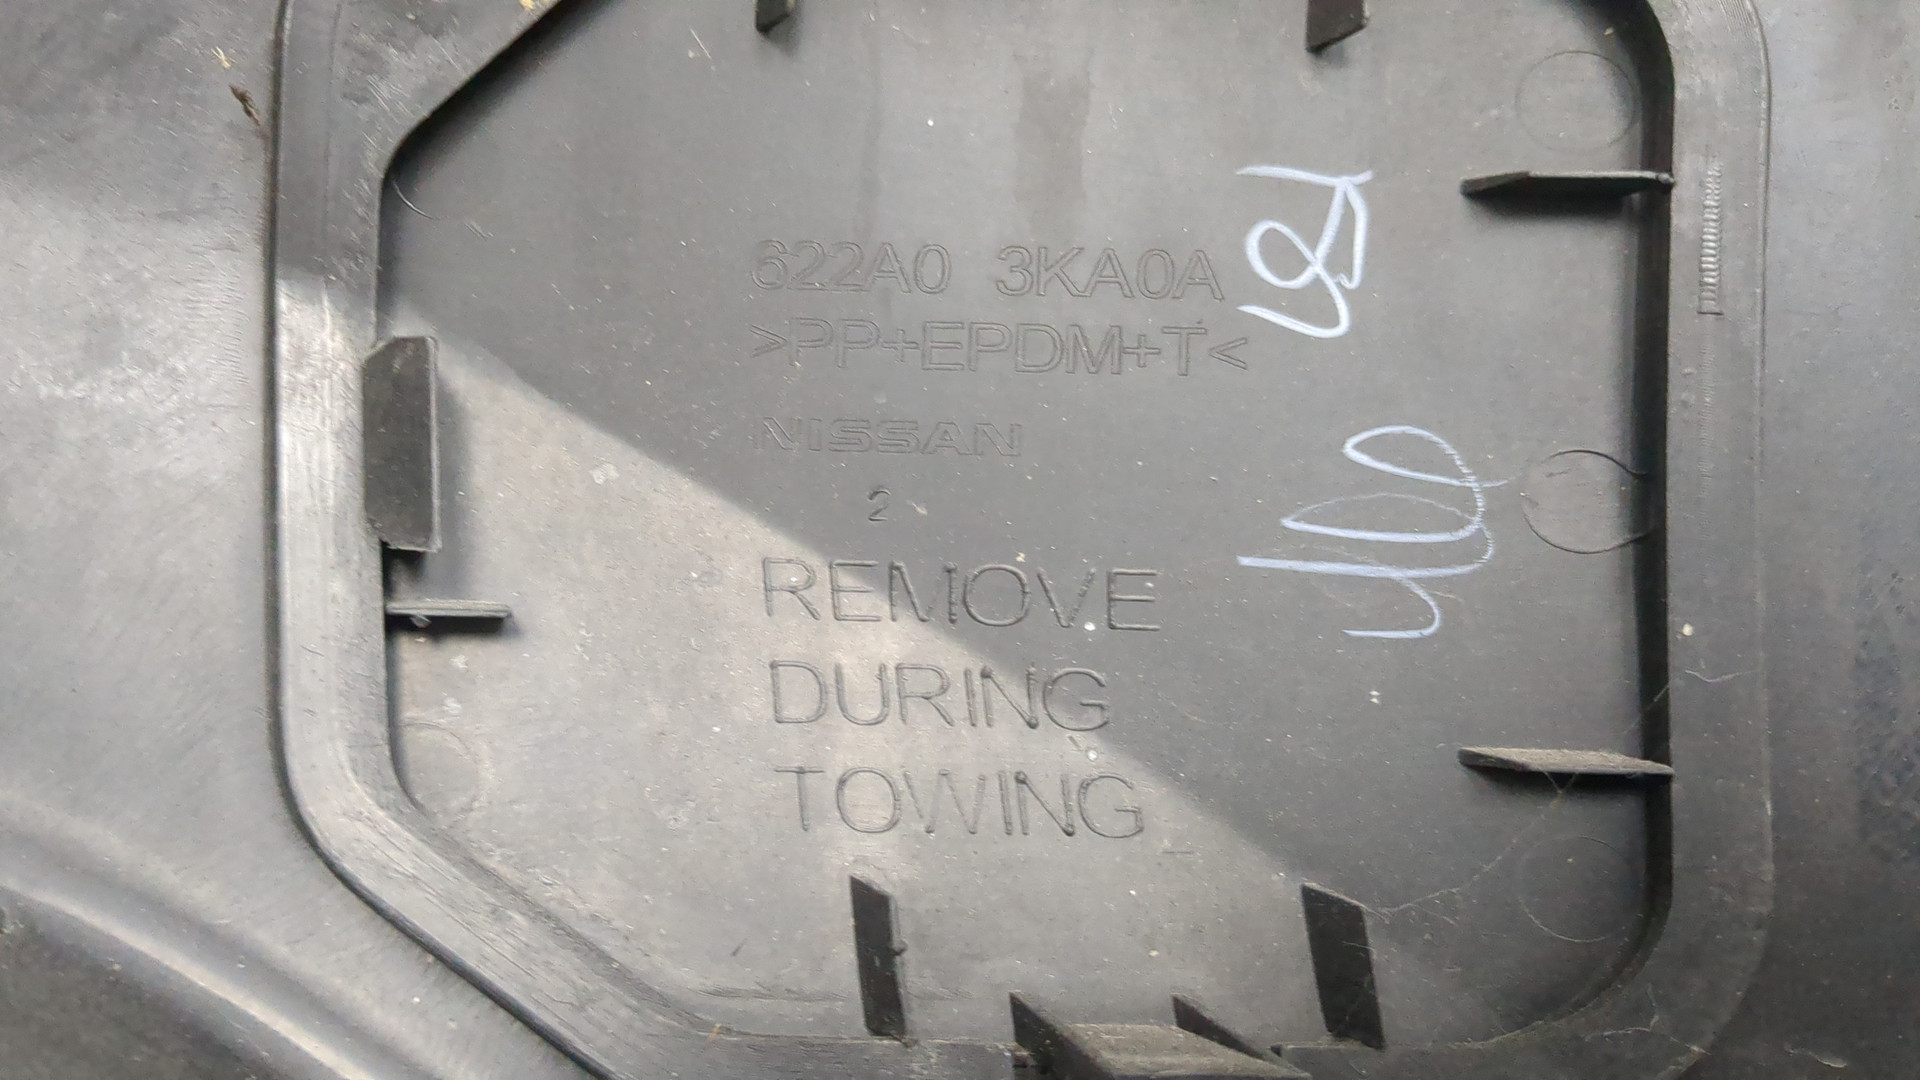 622A0 3KA0A
>PP+EPDM+T<
NISSAN
2
REMOVE
DURING
TOWING